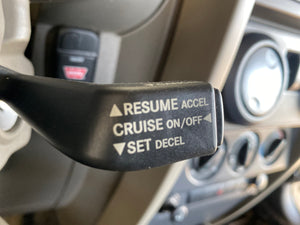 ▲RESUME ACCEL
CRUISE ON/OFF◀
▼SET DECEL